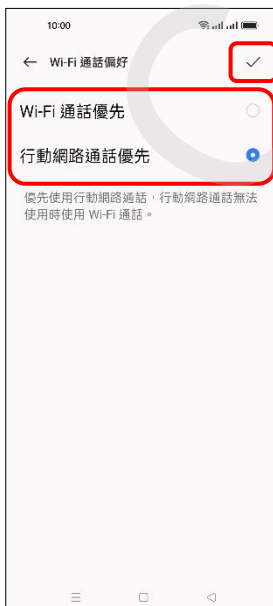 10:00
Wi-Fi 通話偏好
Wi-Fi 通話優先
行動網路通話優先
優先使用行動網路通話，行動網路通話無法
使用時使用 Wi-Fi 通話。